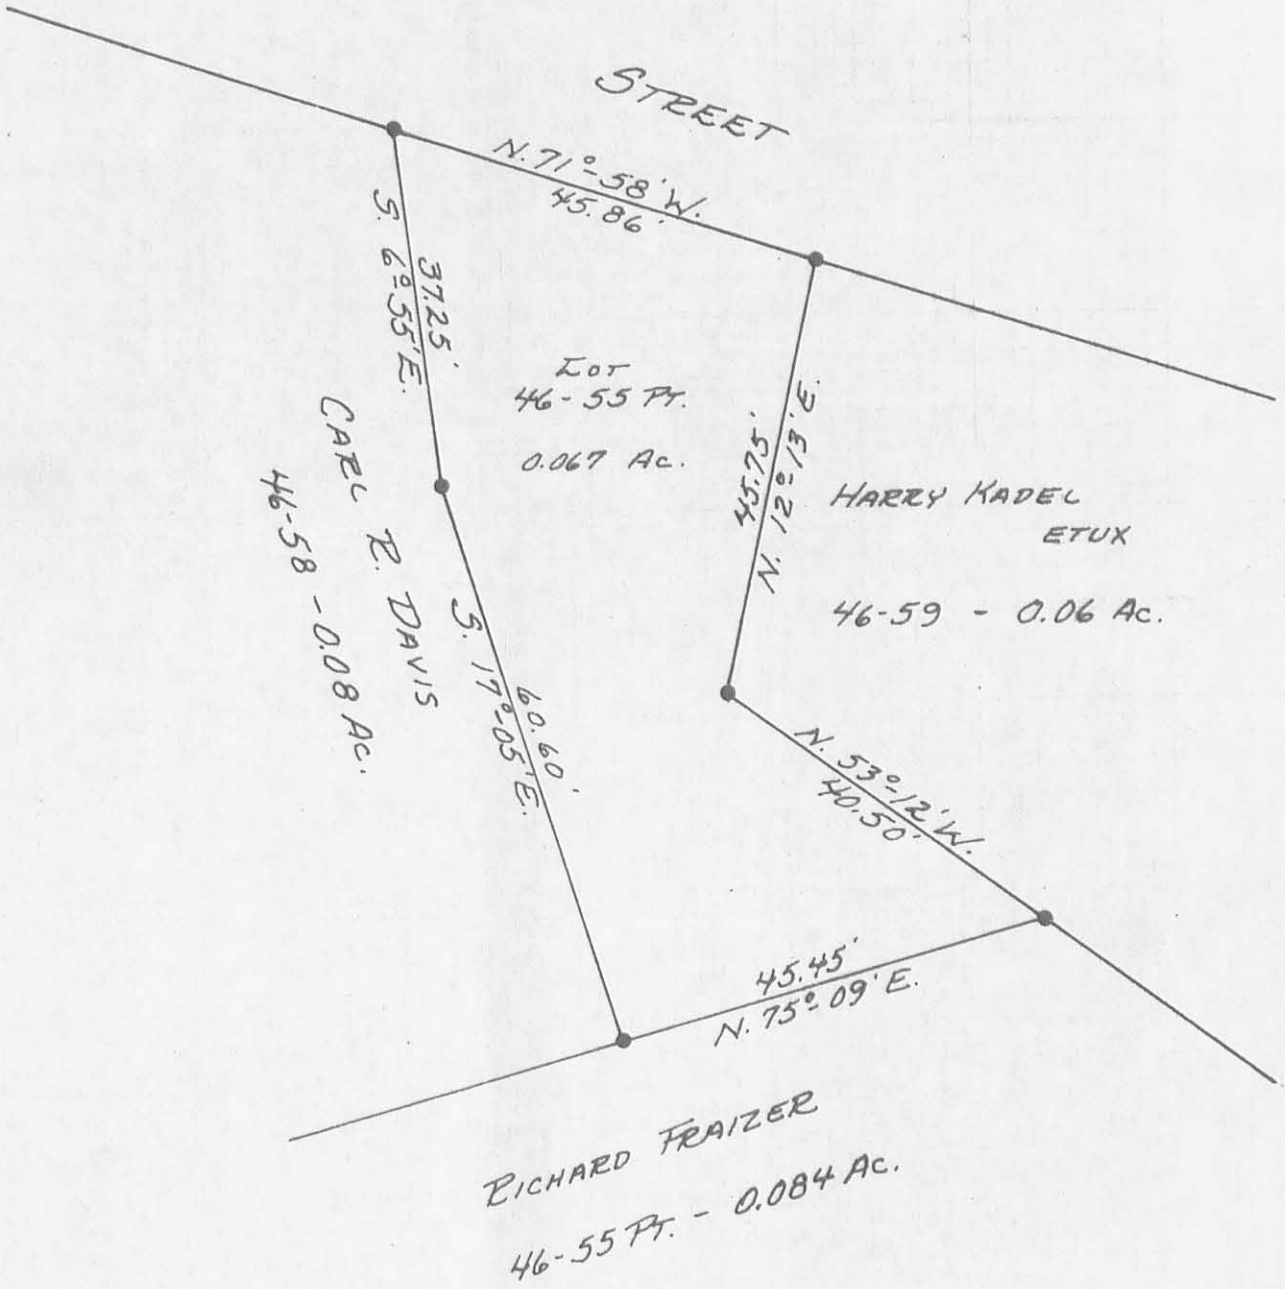 STREET
N. 71°-58' W.
45.86'
37.25'
S. 6°-55' E.
LOT
46-55 PT.
0.067 AC.
45.75'
N. 12°-13' E.
HARRY KADEL
ETUX
46-59 - 0.06 AC.
CARL R. DAVIS
46-58 - 0.08 AC.
60.60'
S. 17°-05' E.
N. 53°-12' W.
40.50'
45.45'
N. 75°-09' E.
RICHARD FRAIZER
46-55 PT. - 0.084 AC.